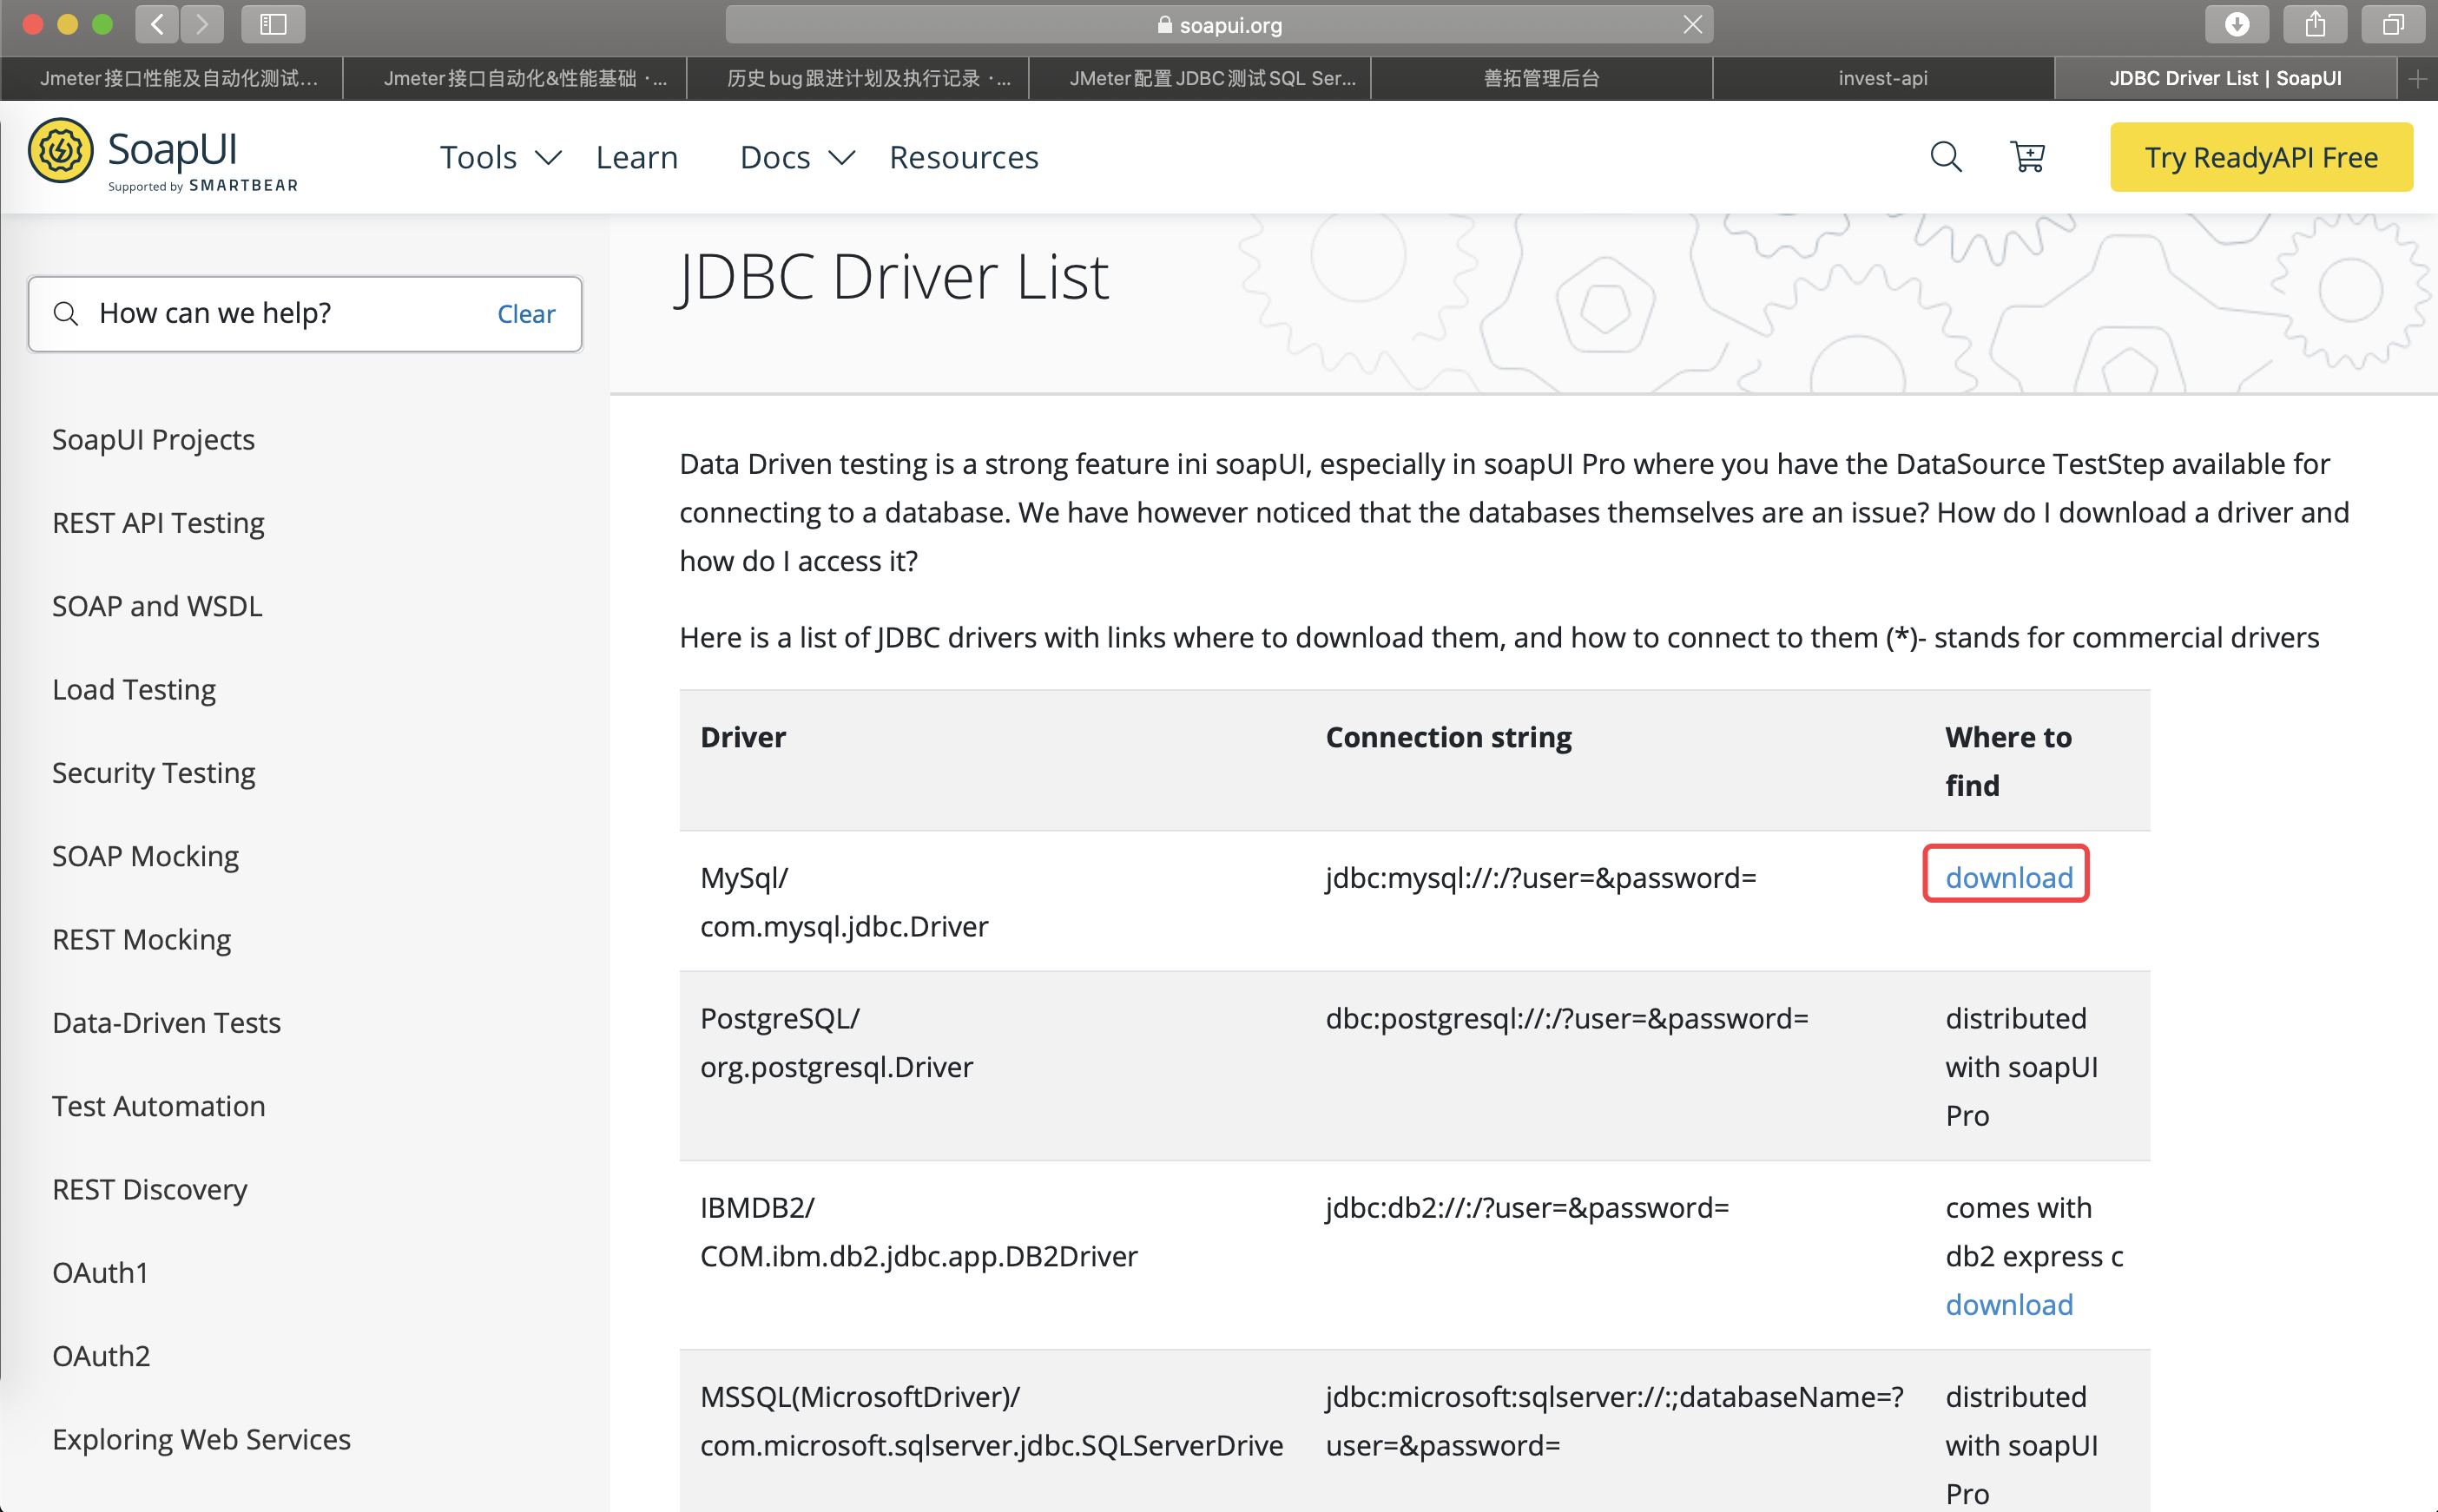 soapui.org
Jmeter接口性能及自动化测试...
Jmeter接口自动化&性能基础 ·...
历史bug跟进计划及执行记录 ·...
JMeter配置JDBC测试SQL Ser...
善拓管理后台
invest-api
JDBC Driver List | SoapUI
SoapUI
Supported by SMARTBEAR
Tools
Learn
Docs
Resources
Try ReadyAPI Free
How can we help?
Clear
SoapUI Projects
REST API Testing
SOAP and WSDL
Load Testing
Security Testing
SOAP Mocking
REST Mocking
Data-Driven Tests
Test Automation
REST Discovery
OAuth1
OAuth2
Exploring Web Services
JDBC Driver List
Data Driven testing is a strong feature ini soapUI, especially in soapUI Pro where you have the DataSource TestStep available for
connecting to a database. We have however noticed that the databases themselves are an issue? How do I download a driver and
how do I access it?
Here is a list of JDBC drivers with links where to download them, and how to connect to them (*)- stands for commercial drivers
Driver
Connection string
Where to
find
MySql/
com.mysql.jdbc.Driver
jdbc:mysql://:/?user=&password=
download
PostgreSQL/
org.postgresql.Driver
dbc:postgresql://:/?user=&password=
distributed
with soapUI
Pro
IBMDB2/
COM.ibm.db2.jdbc.app.DB2Driver
jdbc:db2://:/?user=&password=
comes with
db2 express c
download
MSSQL(MicrosoftDriver)/
com.microsoft.sqlserver.jdbc.SQLServerDrive
jdbc:microsoft:sqlserver://:;databaseName=?
user=&password=
distributed
with soapUI
Pro